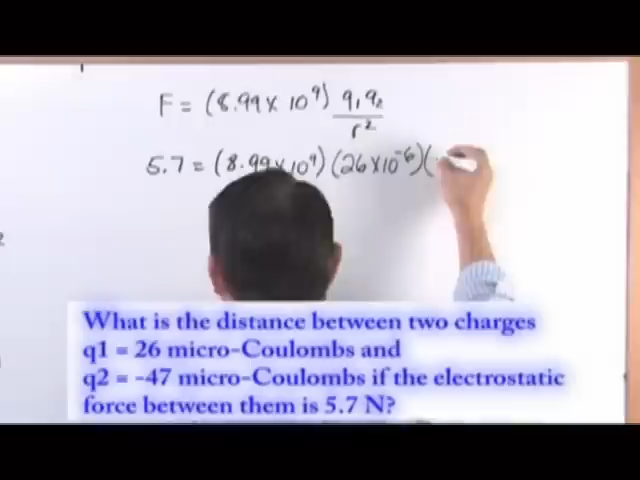 F = (8.99 × 10⁹) q₁q₂
r²
5.7 = (8.99 × 10⁹) (26 × 10⁻⁶)(
What is the distance between two charges
q1 = 26 micro-Coulombs and
q2 = -47 micro-Coulombs if the electrostatic
force between them is 5.7 N?